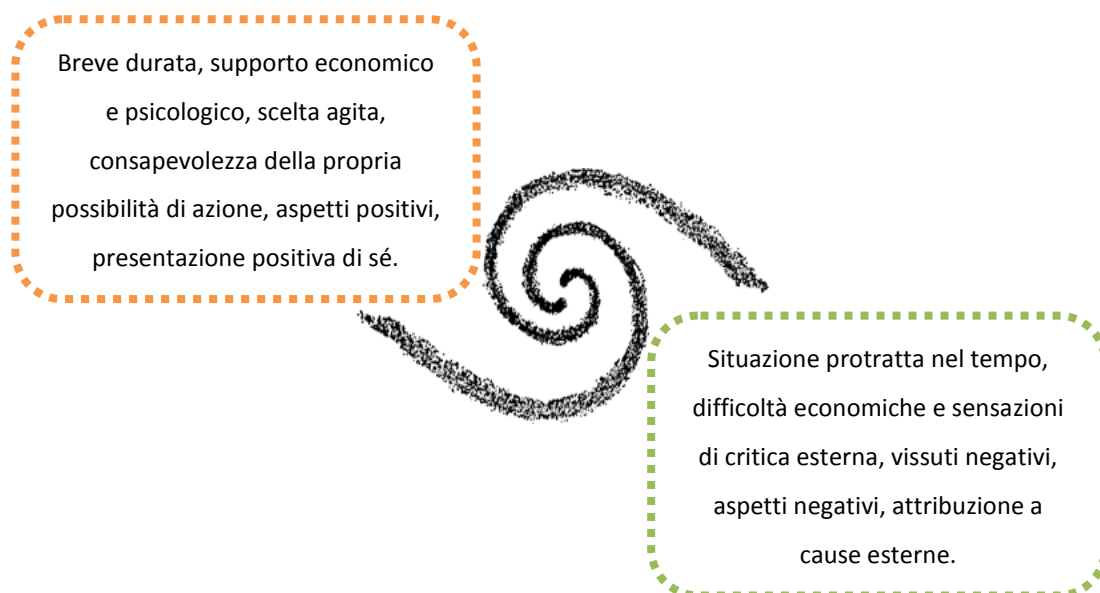 Breve durata, supporto economico
e psicologico, scelta agita,
consapevolezza della propria
possibilità di azione, aspetti positivi,
presentazione positiva di sé.
Situazione protratta nel tempo,
difficoltà economiche e sensazioni
di critica esterna, vissuti negativi,
aspetti negativi, attribuzione a
cause esterne.